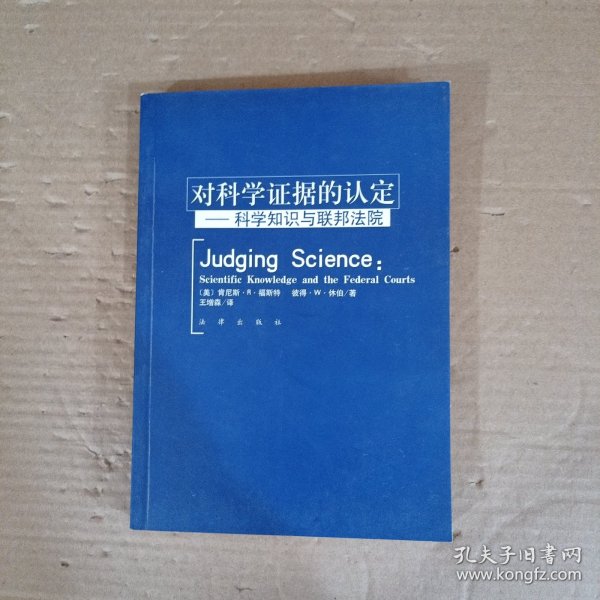 对科学证据的认定
——科学知识与联邦法院
Judging Science:
Scientific Knowledge and the Federal Courts
〔美〕肯尼斯·R·福斯特 彼得·W·休伯/著
王增森/译
法律出版社
孔夫子旧书网
www.kongfz.com